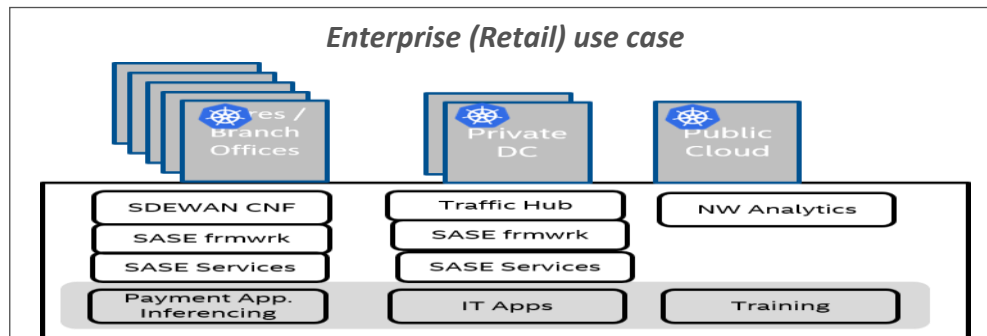 Enterprise (Retail) use case
res /
Branch
Offices
Private
DC
Public
Cloud
SDEWAN CNF
SASE frmwrk
SASE Services
Payment App.
Inferencing
Traffic Hub
SASE frmwrk
SASE Services
IT Apps
NW Analytics
Training